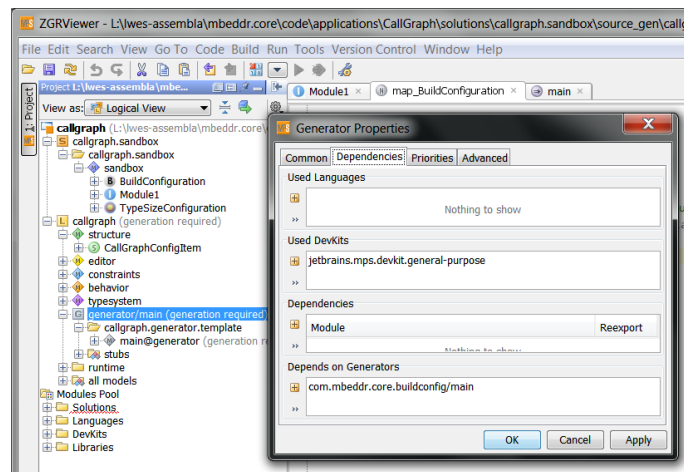 ZGRViewer - L:\lwes-assembla\mbeddr.core\code\applications\CallGraph\solutions\callgraph.sandbox\source_gen\callg
File Edit Search View Go To Code Build Run Tools Version Control Window Help
1: Project
Project L:\lwes-assembla\mbe...
Module1
map_BuildConfiguration
main
View as: Logical View
callgraph (L:\lwes-assembla\mbeddr.core\
callgraph.sandbox
callgraph.sandbox
sandbox
BuildConfiguration
Module1
TypeSizeConfiguration
callgraph (generation required)
structure
CallGraphConfigItem
editor
constraints
behavior
typesystem
generator/main (generation required)
callgraph.generator.template
main@generator (generation r
stubs
runtime
all models
Modules Pool
Solutions
Languages
DevKits
Libraries
Generator Properties
Common Dependencies Priorities Advanced
Used Languages
Nothing to show
Used DevKits
jetbrains.mps.devkit.general-purpose
Dependencies
Module Reexport
Nothing to show
Depends on Generators
com.mbeddr.core.buildconfig/main
OK Cancel Apply